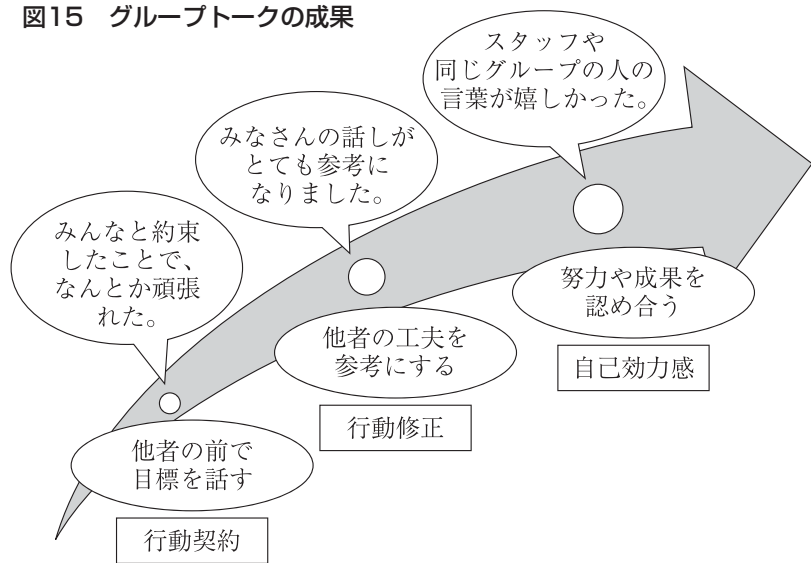 図15　グループトークの成果
スタッフや
同じグループの人の
言葉が嬉しかった。
みなさんの話しが
とても参考に
なりました。
みんなと約束
したことで、
なんとか頑張
れた。
努力や成果を
認め合う
自己効力感
他者の工夫を
参考にする
行動修正
他者の前で
目標を話す
行動契約